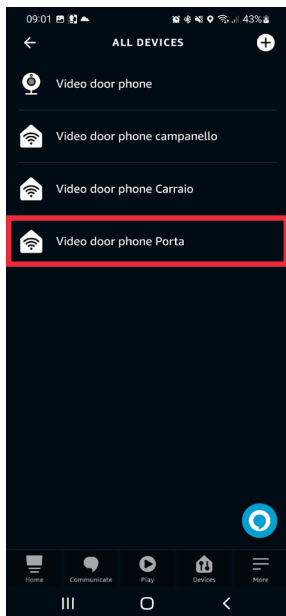 09:01 43%
ALL DEVICES
Video door phone
Video door phone campanello
Video door phone Carraio
Video door phone Porta
Home Communicate Play Devices More